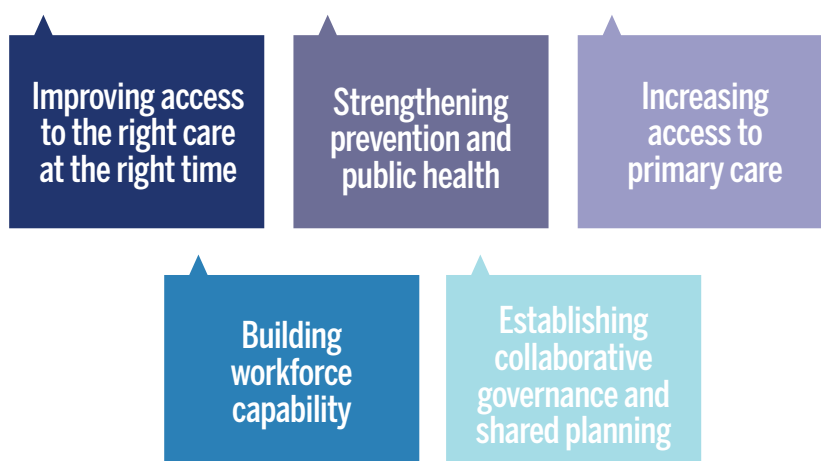 Improving access
to the right care
at the right time
Strengthening
prevention and
public health
Increasing
access to
primary care
Building
workforce
capability
Establishing
collaborative
governance and
shared planning